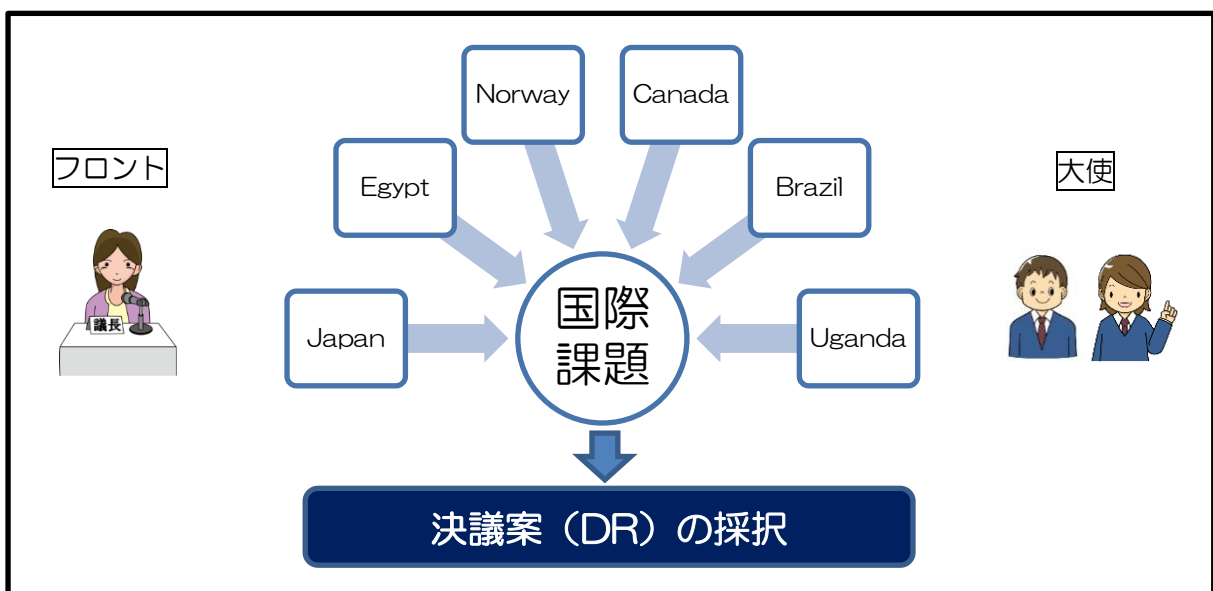 Norway
Canada
フロント
大使
Egypt
Brazil
議長
Japan
国際
課題
Uganda
決議案（DR）の採択